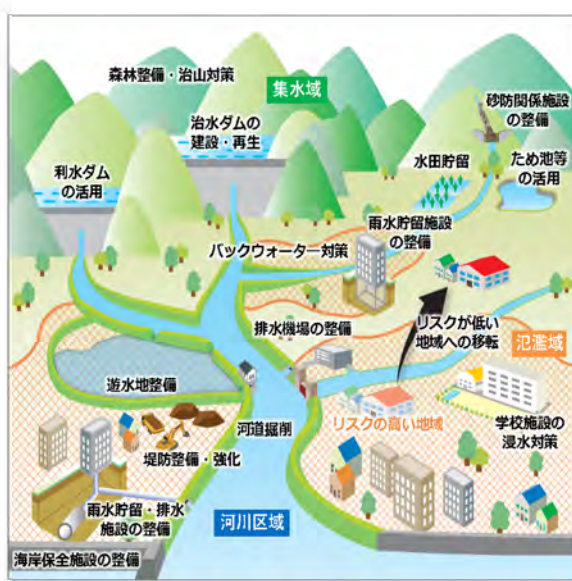 森林整備・治山対策
集水域
砂防関係施設
の整備
治水ダムの
建設・再生
水田貯留
ため池等
の活用
利水ダム
の活用
雨水貯留施設
の整備
バックウォーター対策
排水機場の整備
リスクが低い
地域への移転
氾濫域
遊水地整備
リスクの高い地域
学校施設の
浸水対策
河道掘削
堤防整備・強化
雨水貯留・排水
施設の整備
河川区域
海岸保全施設の整備